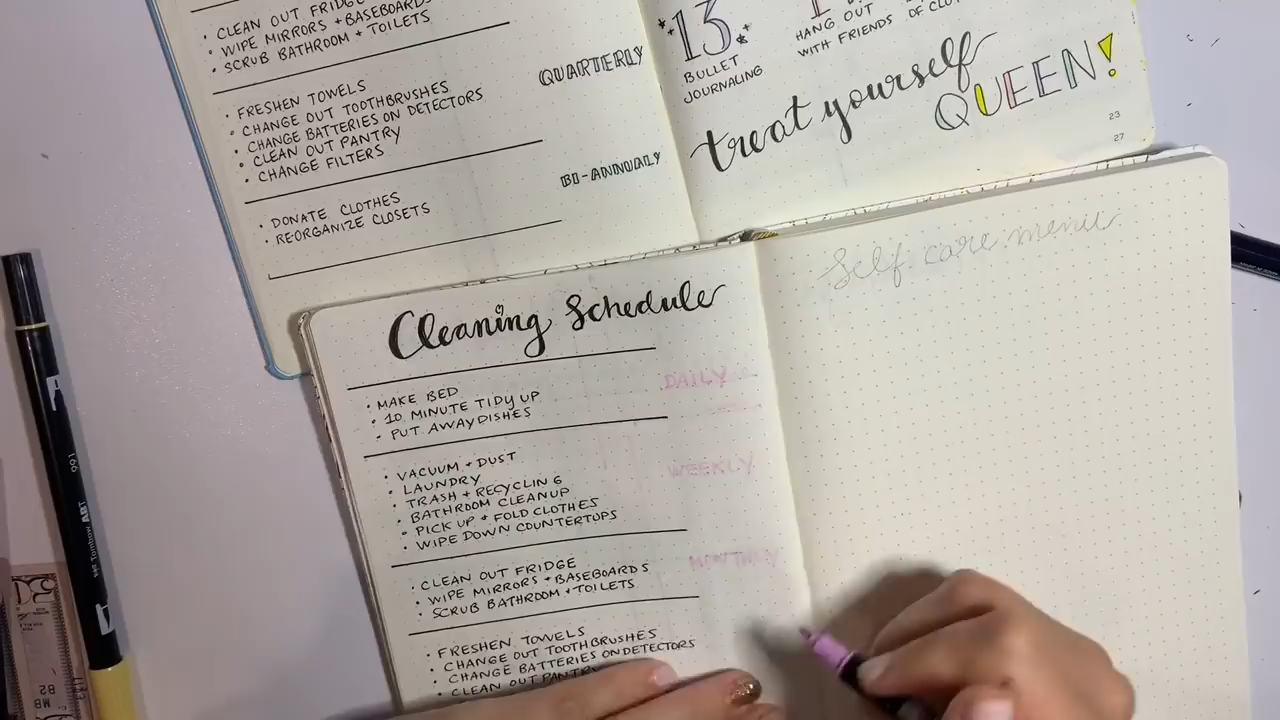 CLEAN OUT FRIDGE
WIPE MIRRORS + BASEBOARDS
SCRUB BATHROOM + TOILETS
QUARTERLY
FRESHEN TOWELS
CHANGE OUT TOOTHBRUSHES
CHANGE BATTERIES ON DETECTORS
CLEAN OUT PANTRY
CHANGE FILTERS
BI-ANNUALY
DONATE CLOTHES
REORGANIZE CLOSETS
13
BULLET
JOURNALING
HANG OUT
WITH FRIENDS
treat yourself
QUEEN!
23
27
Cleaning Schedule
DAILY
MAKE BED
10 MINUTE TIDY UP
PUT AWAY DISHES
WEEKLY
VACUUM + DUST
LAUNDRY
TRASH + RECYCLING
BATHROOM CLEANUP
PICK UP + FOLD CLOTHES
WIPE DOWN COUNTERTOPS
MONTHLY
CLEAN OUT FRIDGE
WIPE MIRRORS + BASEBOARDS
SCRUB BATHROOM + TOILETS
FRESHEN TOWELS
CHANGE OUT TOOTHBRUSHES
CHANGE BATTERIES ON DETECTORS
CLEAN OUT
Self care menu
Tombow ABT
991